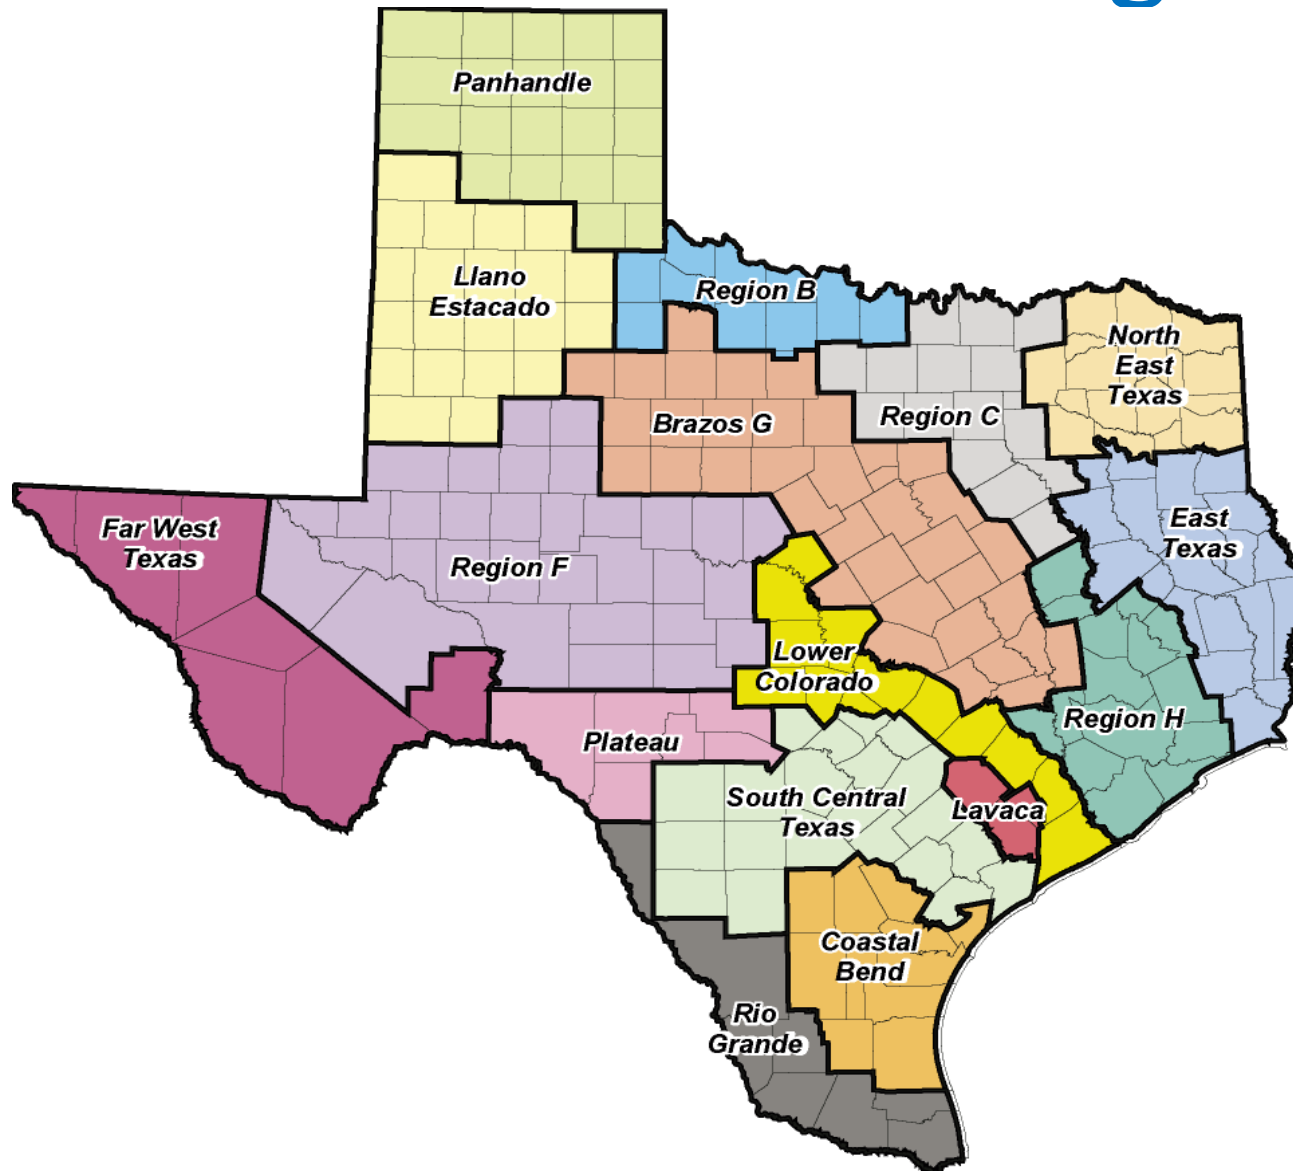 Panhandle
Llano
Estacado
Region B
North
East
Texas
Brazos G
Region C
Far West
Texas
Region F
East
Texas
Lower
Colorado
Region H
Plateau
South Central
Texas
Lavaca
Coastal
Bend
Rio
Grande